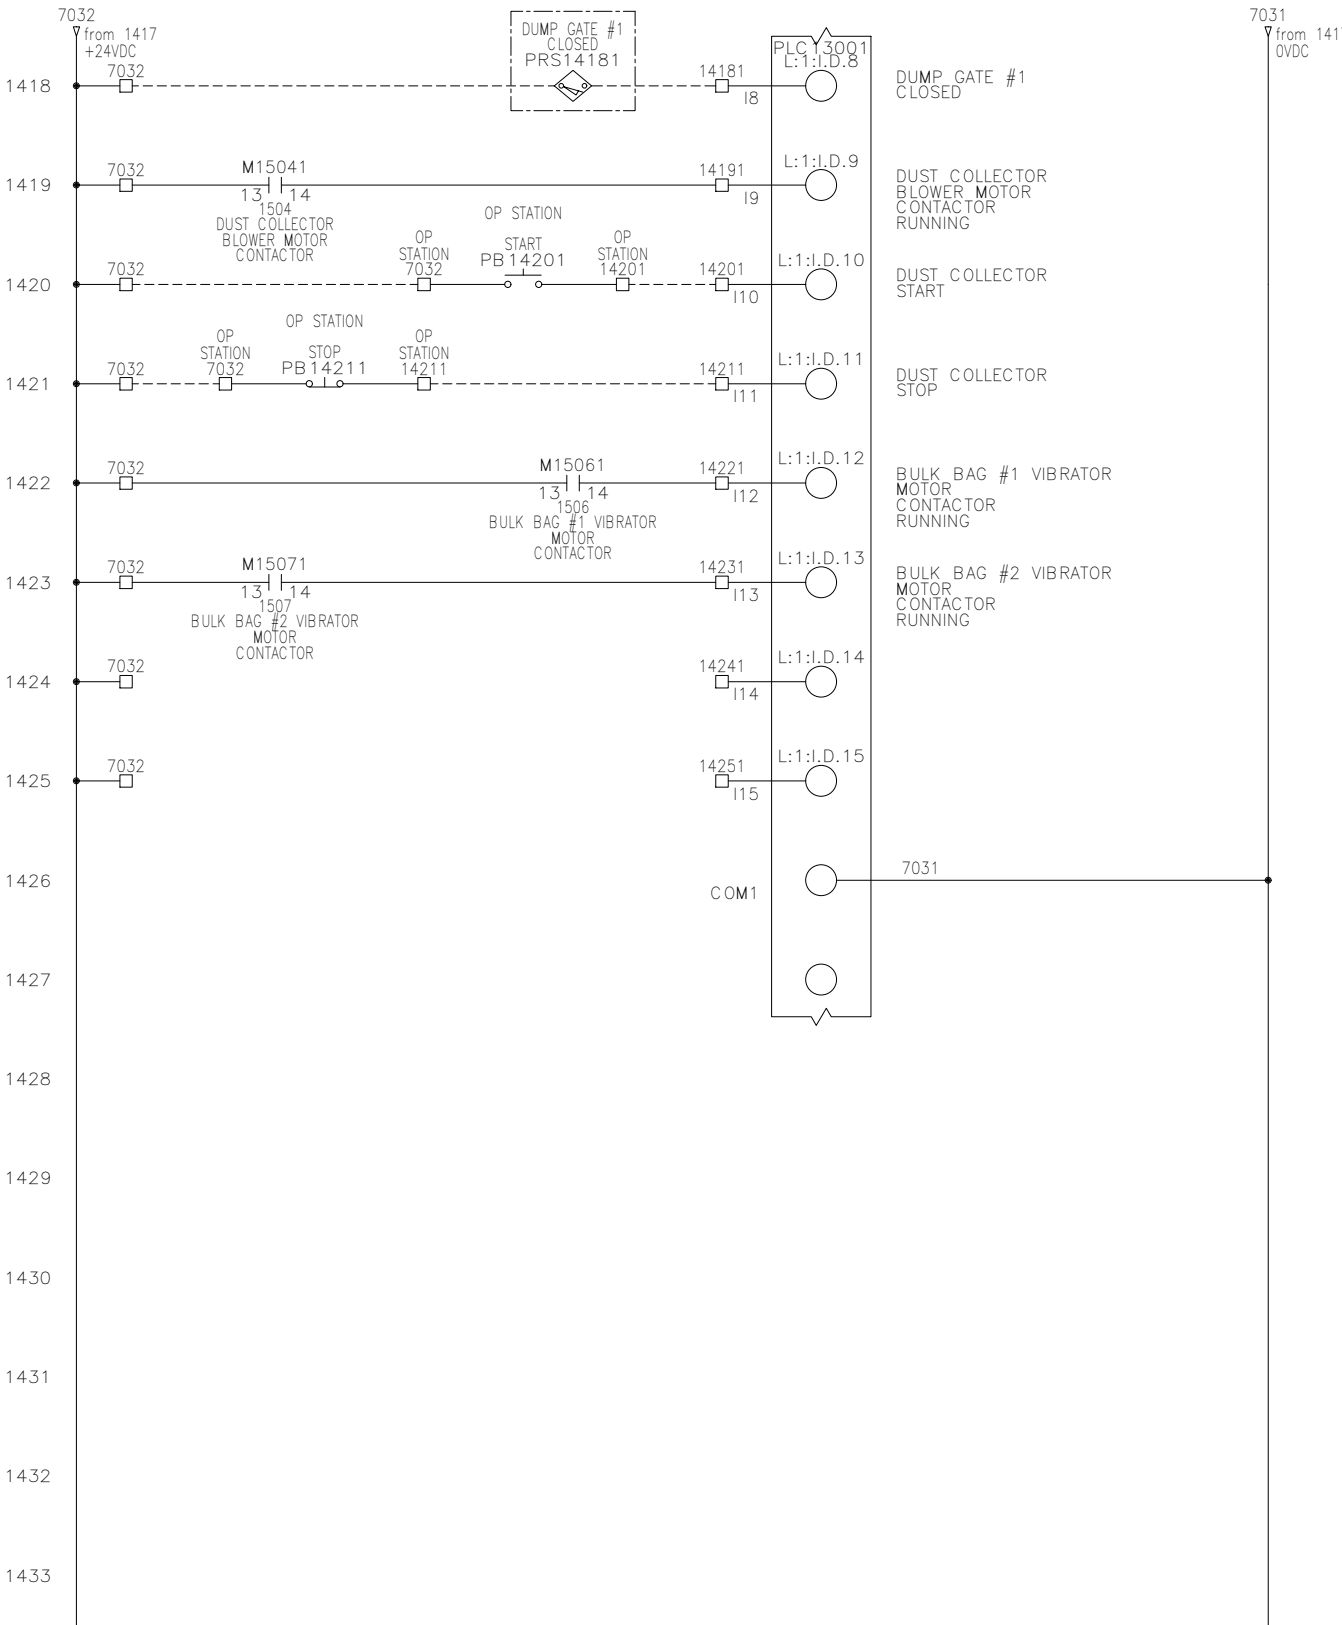 7032
from 1417
+24VDC
7031
from 141
0VDC
DUMP GATE #1
CLOSED
PRS14181
PLC13001
1418
7032
14181
I8
L:1:I.D.8
DUMP GATE #1
CLOSED
1419
7032
M15041
13 14
1504
DUST COLLECTOR
BLOWER MOTOR
CONTACTOR
14191
I9
L:1:I.D.9
DUST COLLECTOR
BLOWER MOTOR
CONTACTOR
RUNNING
1420
7032
OP
STATION
7032
OP STATION
START
PB14201
OP
STATION
14201
14201
I10
L:1:I.D.10
DUST COLLECTOR
START
1421
7032
OP
STATION
7032
OP STATION
STOP
PB14211
OP
STATION
14211
14211
I11
L:1:I.D.11
DUST COLLECTOR
STOP
1422
7032
M15061
13 14
1506
BULK BAG #1 VIBRATOR
MOTOR
CONTACTOR
14221
I12
L:1:I.D.12
BULK BAG #1 VIBRATOR
MOTOR
CONTACTOR
RUNNING
1423
7032
M15071
13 14
1507
BULK BAG #2 VIBRATOR
MOTOR
CONTACTOR
14231
I13
L:1:I.D.13
BULK BAG #2 VIBRATOR
MOTOR
CONTACTOR
RUNNING
1424
7032
14241
I14
L:1:I.D.14
1425
7032
14251
I15
L:1:I.D.15
1426
COM1
7031
1427
1428
1429
1430
1431
1432
1433